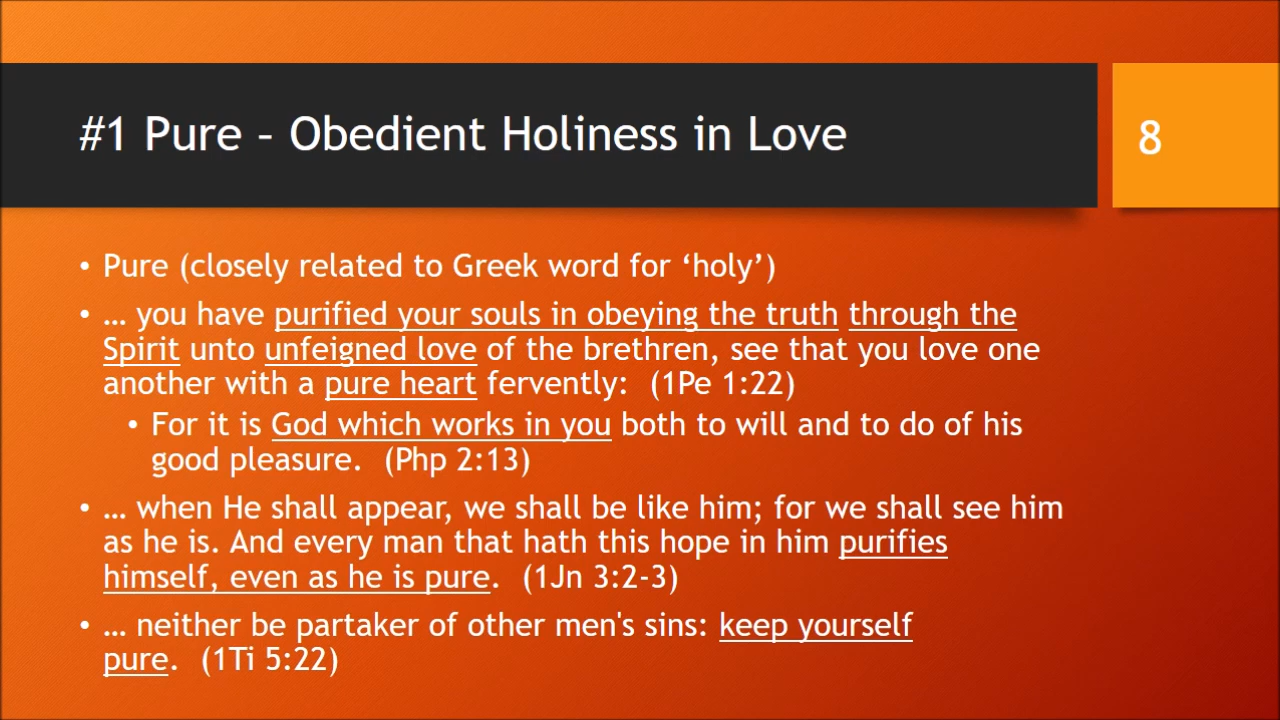 #1 Pure – Obedient Holiness in Love
8
• Pure (closely related to Greek word for ‘holy’)
• … you have purified your souls in obeying the truth through the
Spirit unto unfeigned love of the brethren, see that you love one
another with a pure heart fervently: (1Pe 1:22)
• For it is God which works in you both to will and to do of his
good pleasure. (Php 2:13)
• … when He shall appear, we shall be like him; for we shall see him
as he is. And every man that hath this hope in him purifies
himself, even as he is pure. (1Jn 3:2-3)
• … neither be partaker of other men's sins: keep yourself
pure. (1Ti 5:22)